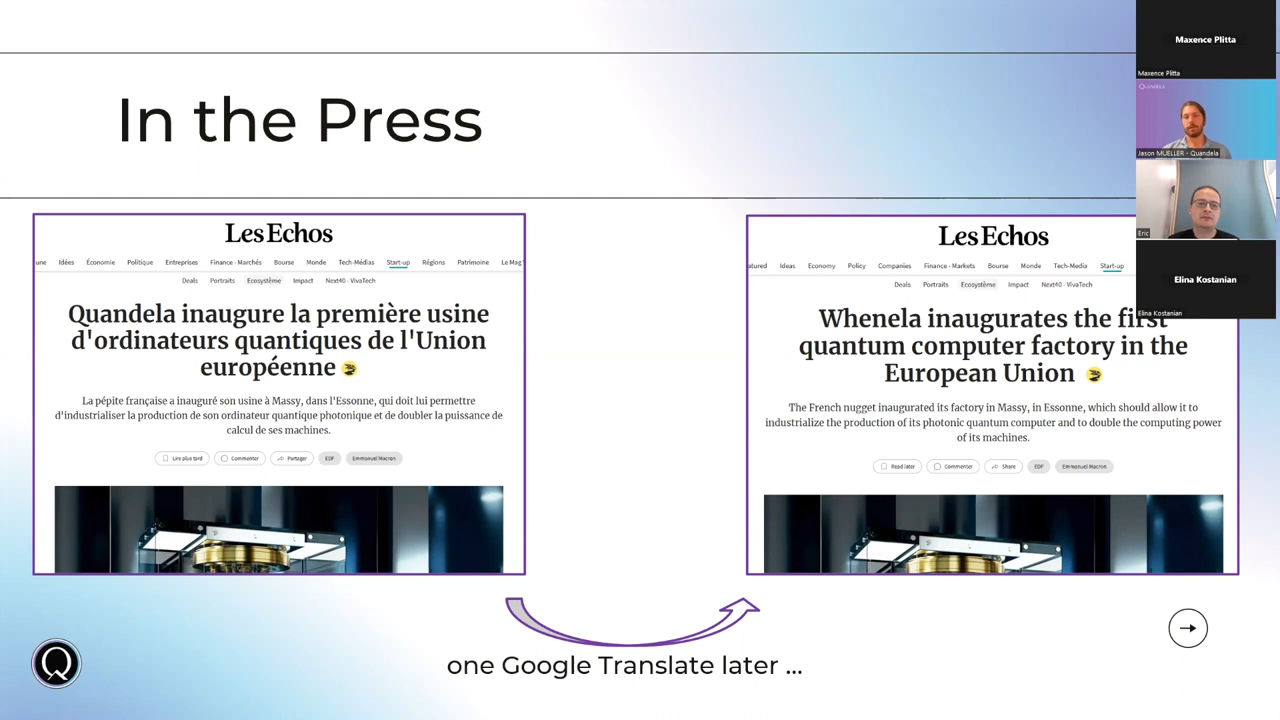 In the Press
Les Echos
une Idées Économie Politique Entreprises Finance - Marchés Bourse Monde Tech-Médias Start-up Régions Patrimoine Le Mag'
Deals Portraits Ecosystème Impact Next40 · VivaTech
Quandela inaugure la première usine
d'ordinateurs quantiques de l'Union
européenne
La pépite française a inauguré son usine à Massy, dans l'Essonne, qui doit lui permettre
d'industrialiser la production de son ordinateur quantique photonique et de doubler la puissance de
calcul de ses machines.
Lire plus tard Commenter Partager EDF Emmanuel Macron
Les Echos
atured Ideas Economy Policy Companies Finance - Markets Bourse Monde Tech-Media Start-up
Deals Portraits Ecosystème Impact Next40 · VivaTech
Whenela inaugurates the first
quantum computer factory in the
European Union
The French nugget inaugurated its factory in Massy, in Essonne, which should allow it to
industrialize the production of its photonic quantum computer and to double the computing power
of its machines.
Read later Commenter Share EDF Emmanuel Macron
one Google Translate later ...
Q
Maxence Plitta
Maxence Plitta
QUANDELA
Jason MUELLER - Quandela
Eric
Elina Kostanian
Elina Kostanian